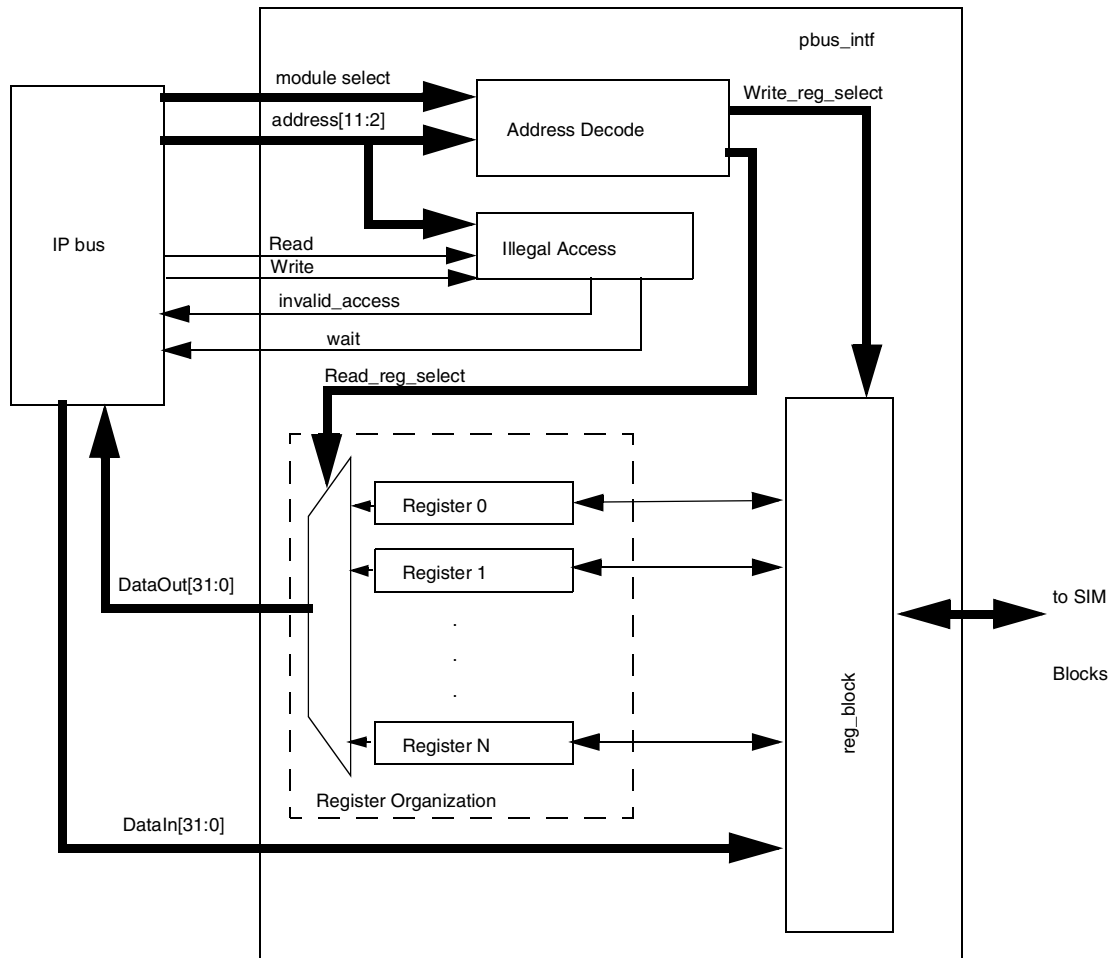 pbus_intf
module select
Write_reg_select
address[11:2]
Address Decode
IP bus
Read
Illegal Access
Write
invalid_access
wait
Read_reg_select
Register 0
Register 1
DataOut[31:0]
.
.
.
to SIM
Blocks
reg_block
Register N
Register Organization
DataIn[31:0]